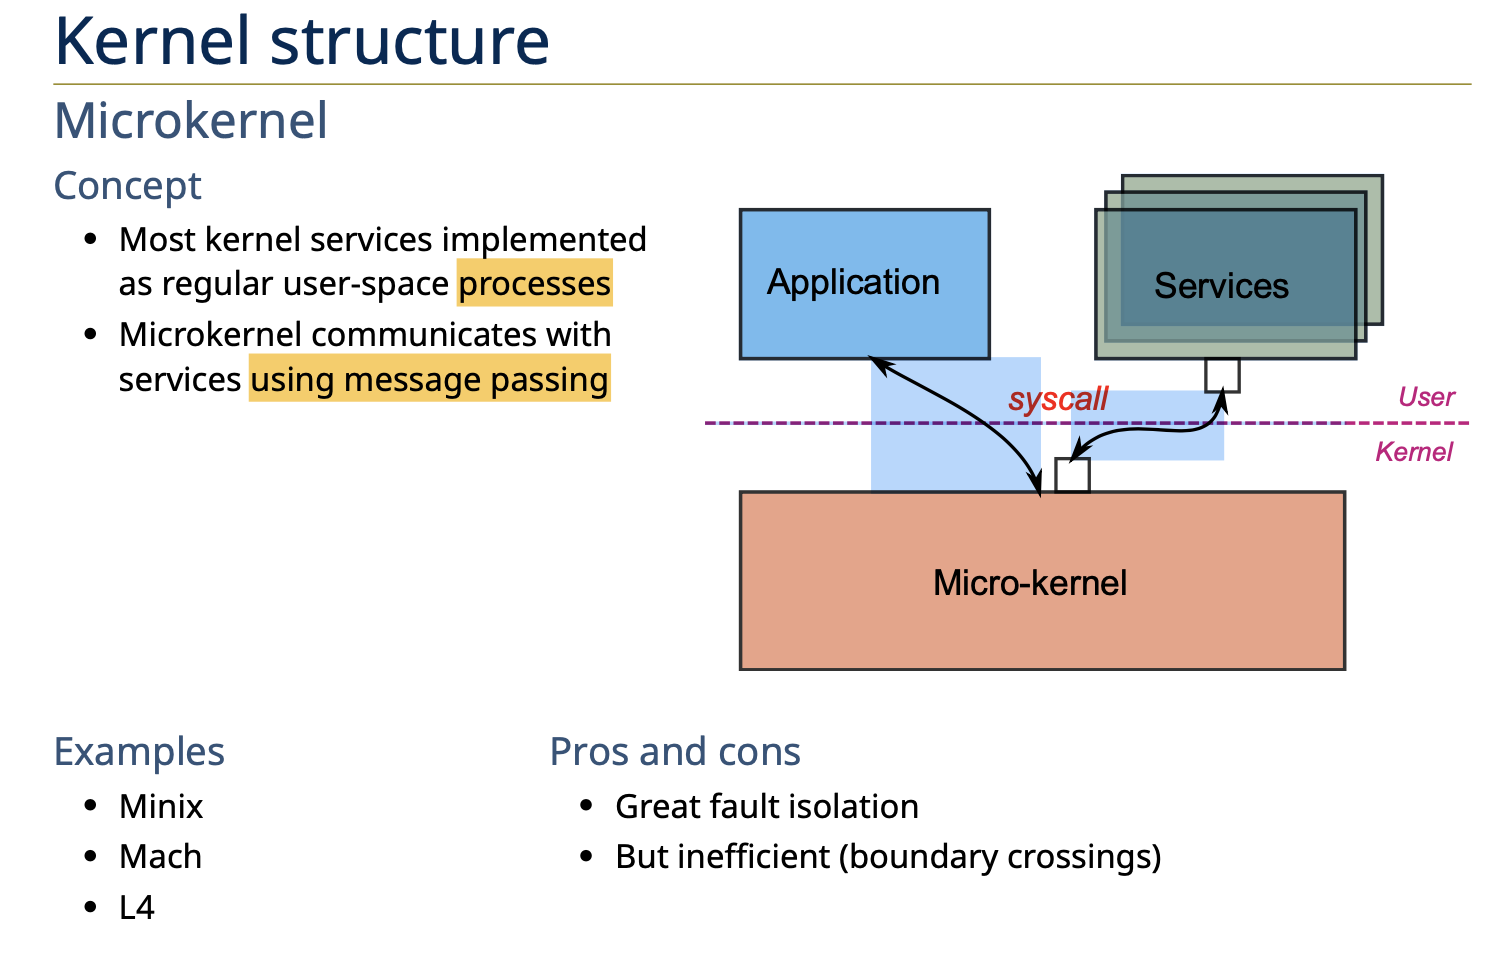 Kernel structure
Microkernel
Concept
• Most kernel services implemented
as regular user-space processes
• Microkernel communicates with
services using message passing
Application
Services
syscall
User
Kernel
Micro-kernel
Examples
• Minix
• Mach
• L4
Pros and cons
• Great fault isolation
• But inefficient (boundary crossings)